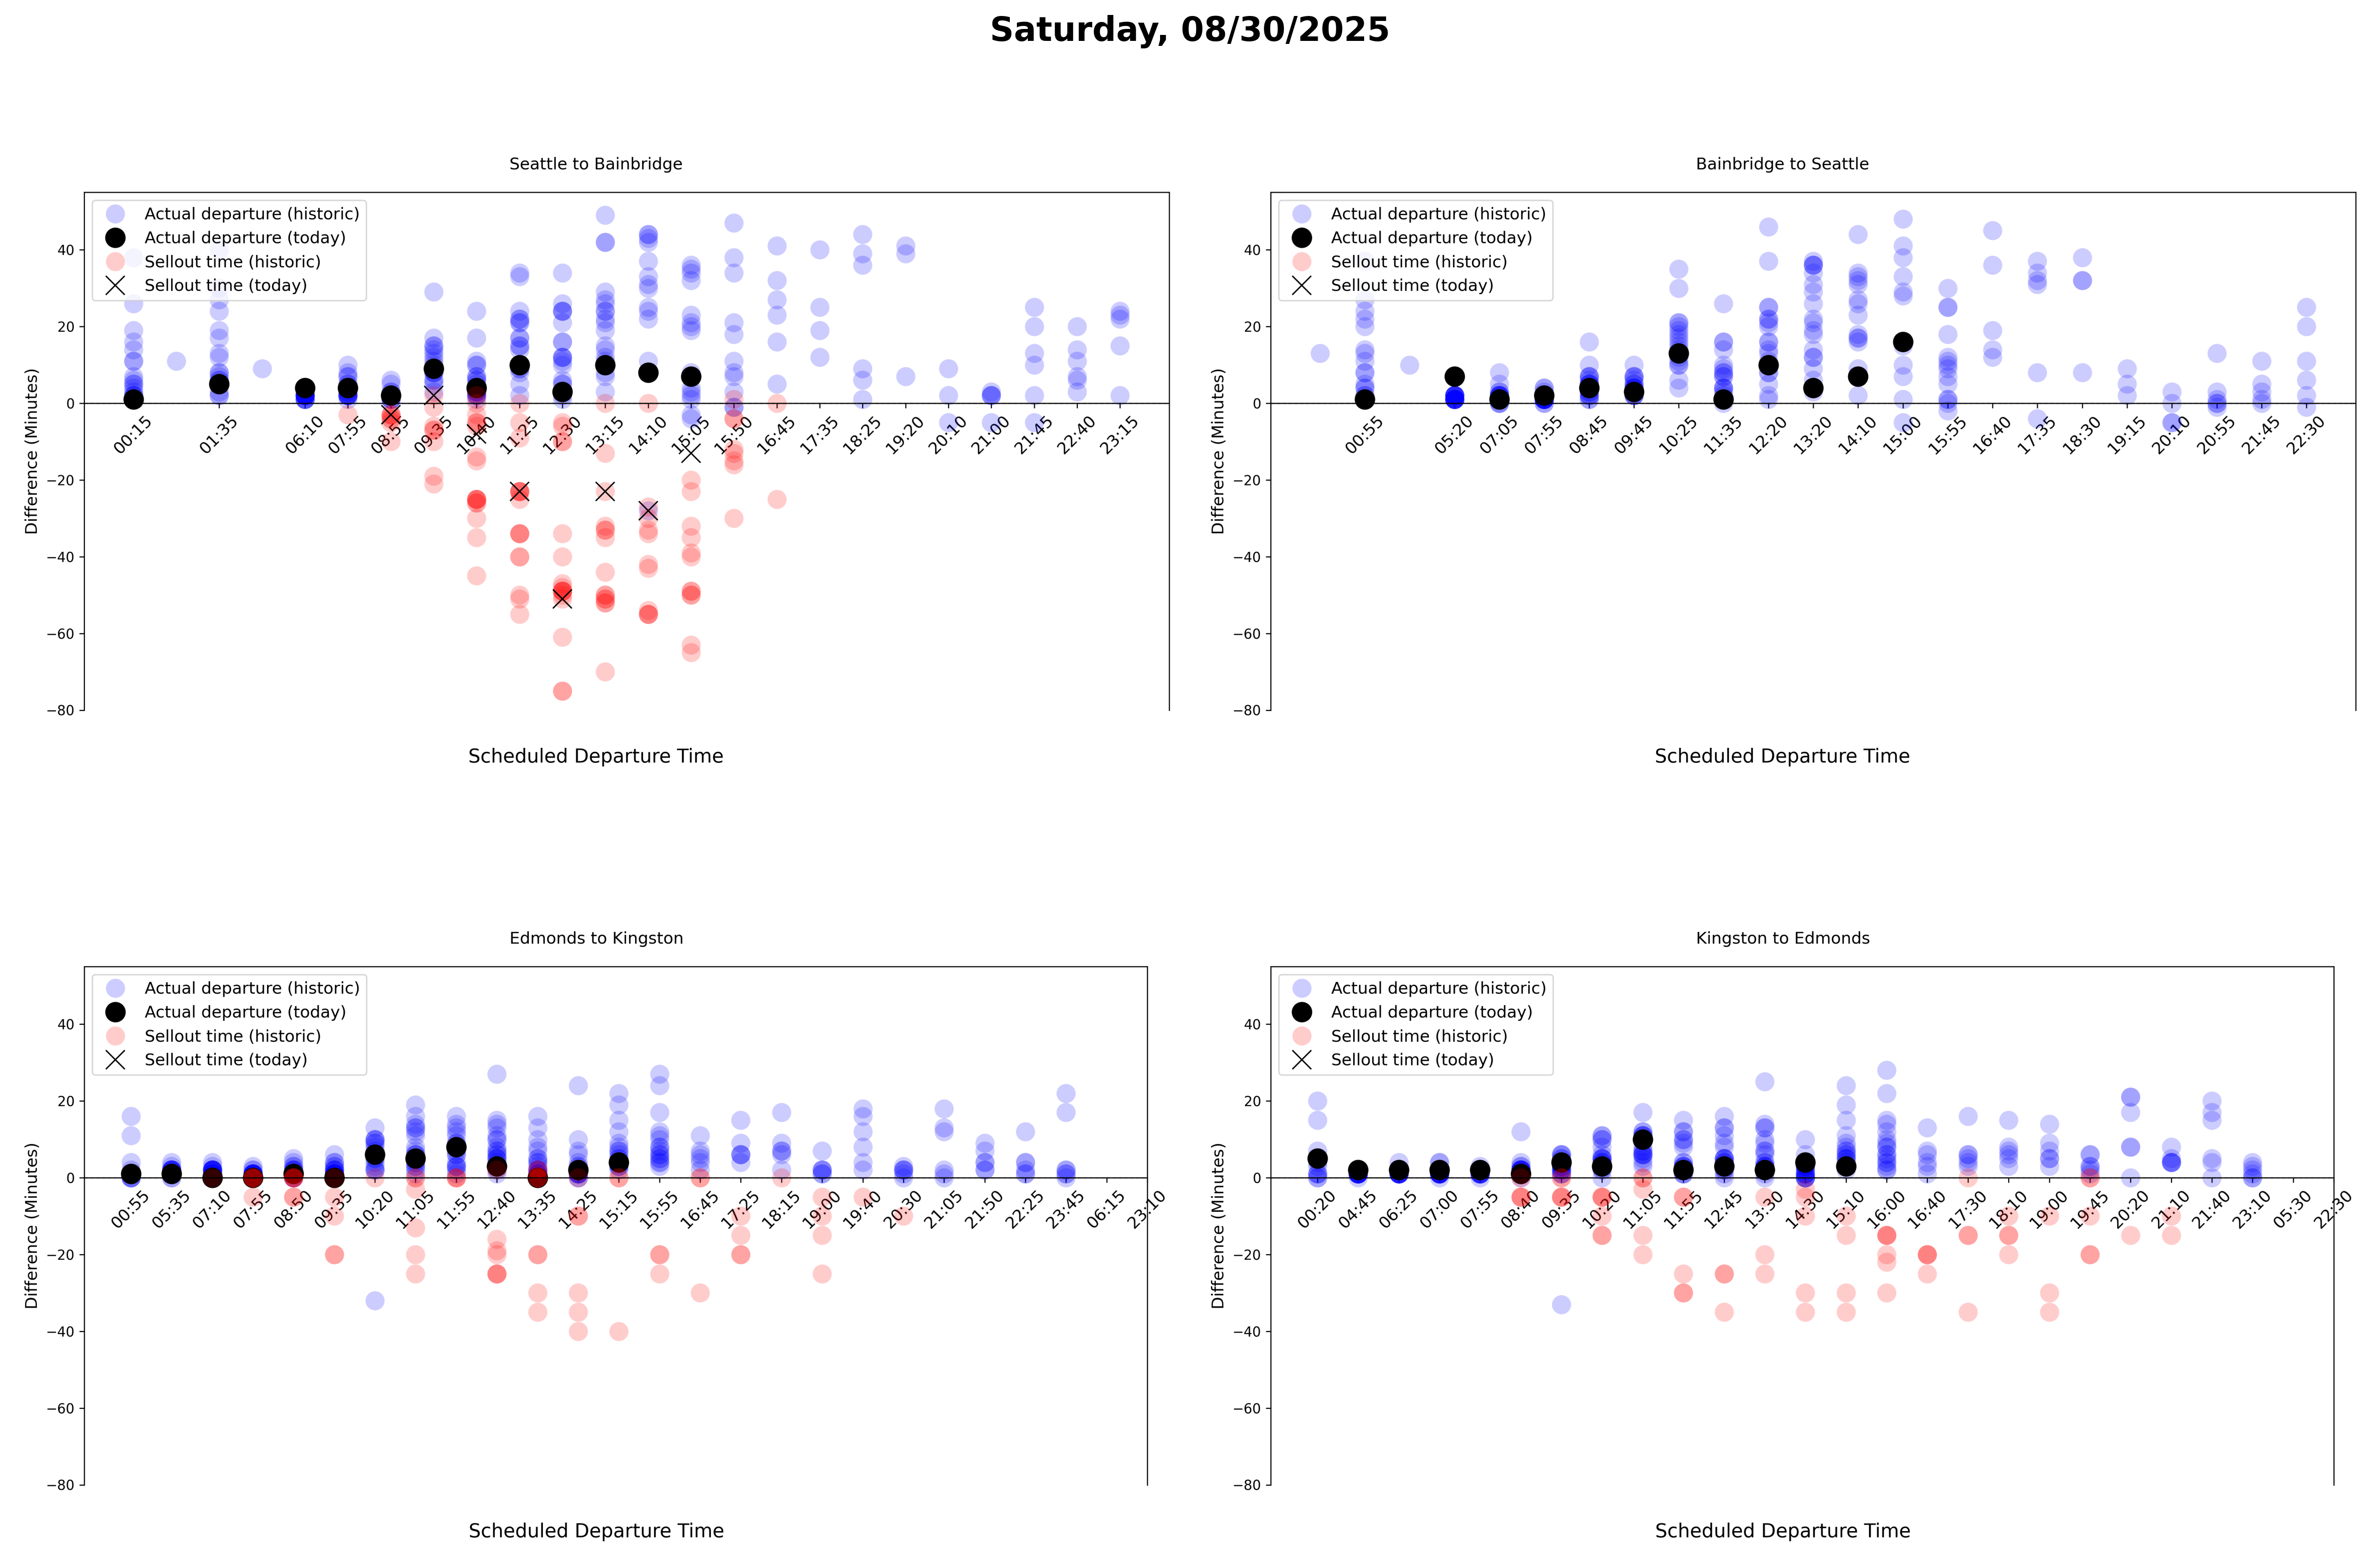 Saturday, 08/30/2025
Seattle to Bainbridge
Actual departure (historic)
Actual departure (today)
Sellout time (historic)
Sellout time (today)
Difference (Minutes)
40
20
0
−20
−40
−60
−80
00:15 01:35 06:10 07:55 08:55 09:35 10:40 11:25 12:30 13:15 14:10 15:05 15:50 16:45 17:35 18:25 19:20 20:10 21:00 21:45 22:40 23:15
Scheduled Departure Time
Bainbridge to Seattle
Actual departure (historic)
Actual departure (today)
Sellout time (historic)
Sellout time (today)
Difference (Minutes)
40
20
0
−20
−40
−60
−80
00:55 05:20 07:05 07:55 08:45 09:45 10:25 11:35 12:20 13:20 14:10 15:00 15:55 16:40 17:35 18:30 19:15 20:10 20:55 21:45 22:30
Scheduled Departure Time
Edmonds to Kingston
Actual departure (historic)
Actual departure (today)
Sellout time (historic)
Sellout time (today)
Difference (Minutes)
40
20
0
−20
−40
−60
−80
00:55 05:35 07:10 07:55 08:50 09:35 10:20 11:05 11:55 12:40 13:35 14:25 15:15 15:55 16:45 17:25 18:15 19:00 19:40 20:30 21:05 21:50 22:25 23:45 06:15 23:10
Scheduled Departure Time
Kingston to Edmonds
Actual departure (historic)
Actual departure (today)
Sellout time (historic)
Sellout time (today)
Difference (Minutes)
40
20
0
−20
−40
−60
−80
00:20 04:45 06:25 07:00 07:55 08:40 09:35 10:20 11:05 11:55 12:45 13:30 14:30 15:10 16:00 16:40 17:30 18:10 19:00 19:45 20:20 21:10 21:40 23:10 05:30 22:30
Scheduled Departure Time